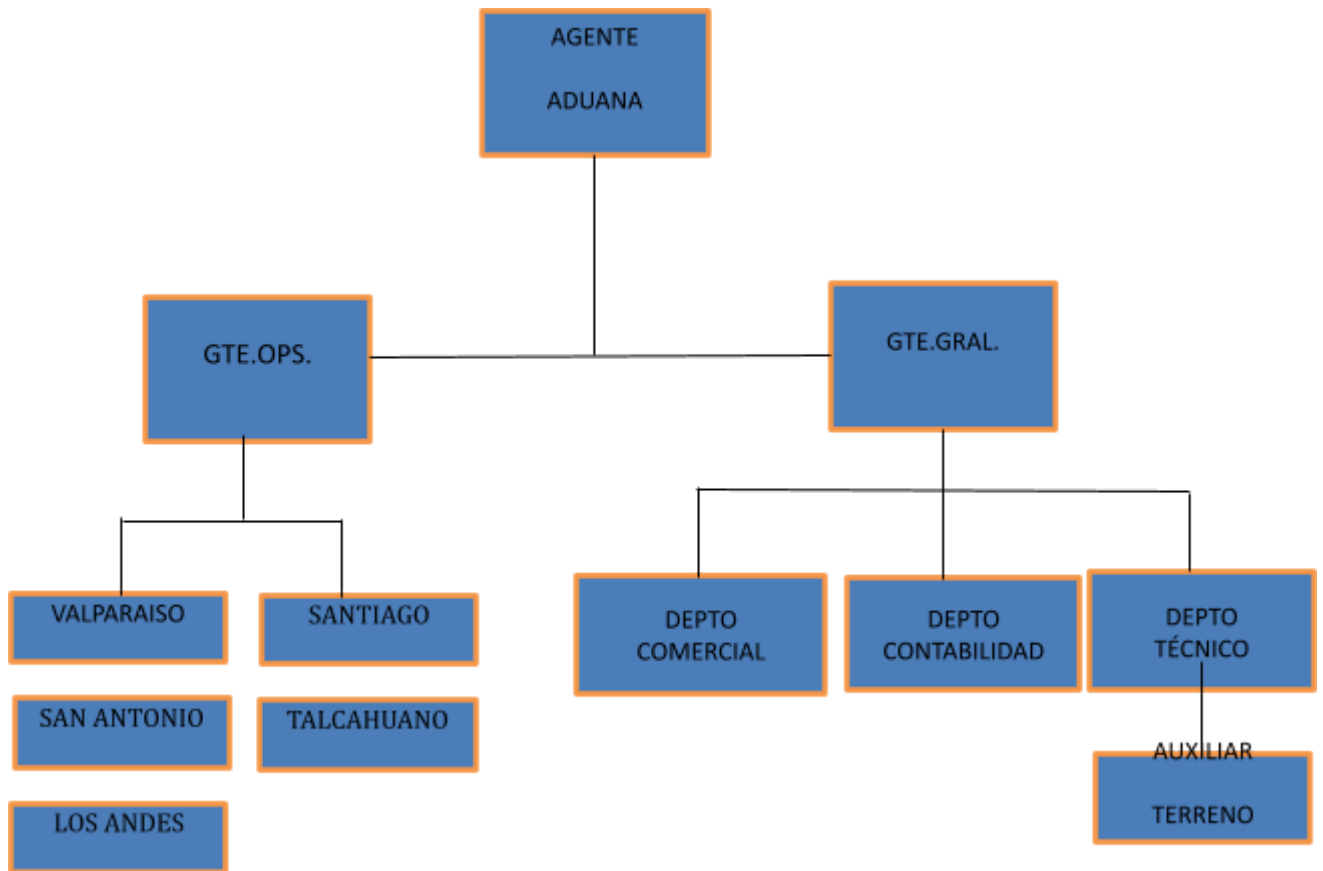 AGENTE
ADUANA
GTE.OPS.
GTE.GRAL.
VALPARAISO
SANTIAGO
SAN ANTONIO
TALCAHUANO
LOS ANDES
DEPTO
COMERCIAL
DEPTO
CONTABILIDAD
DEPTO
TÉCNICO
AUXILIAR
TERRENO